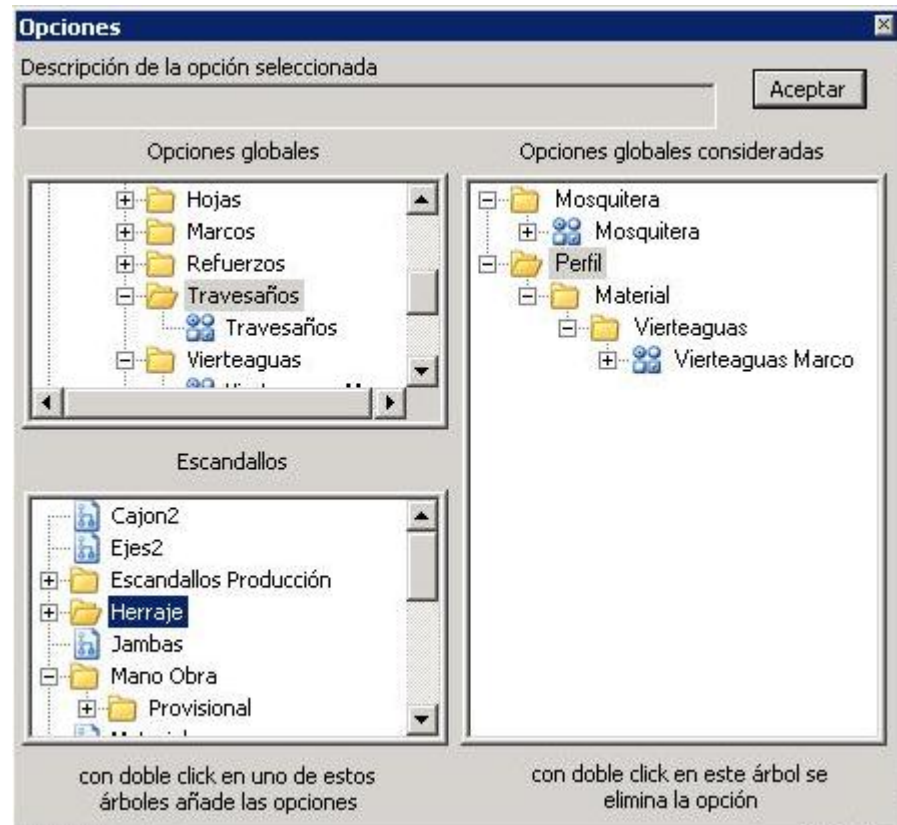 Opciones
Descripción de la opción seleccionada
Aceptar
Opciones globales
Hojas
Marcos
Refuerzos
Travesaños
Travesaños
Vierteaguas
Escandallos
Cajon2
Ejes2
Escandallos Producción
Herraje
Jambas
Mano Obra
Provisional
con doble click en uno de estos
árboles añade las opciones
Opciones globales consideradas
Mosquitera
Mosquitera
Perfil
Material
Vierteaguas
Vierteaguas Marco
con doble click en este árbol se
elimina la opción